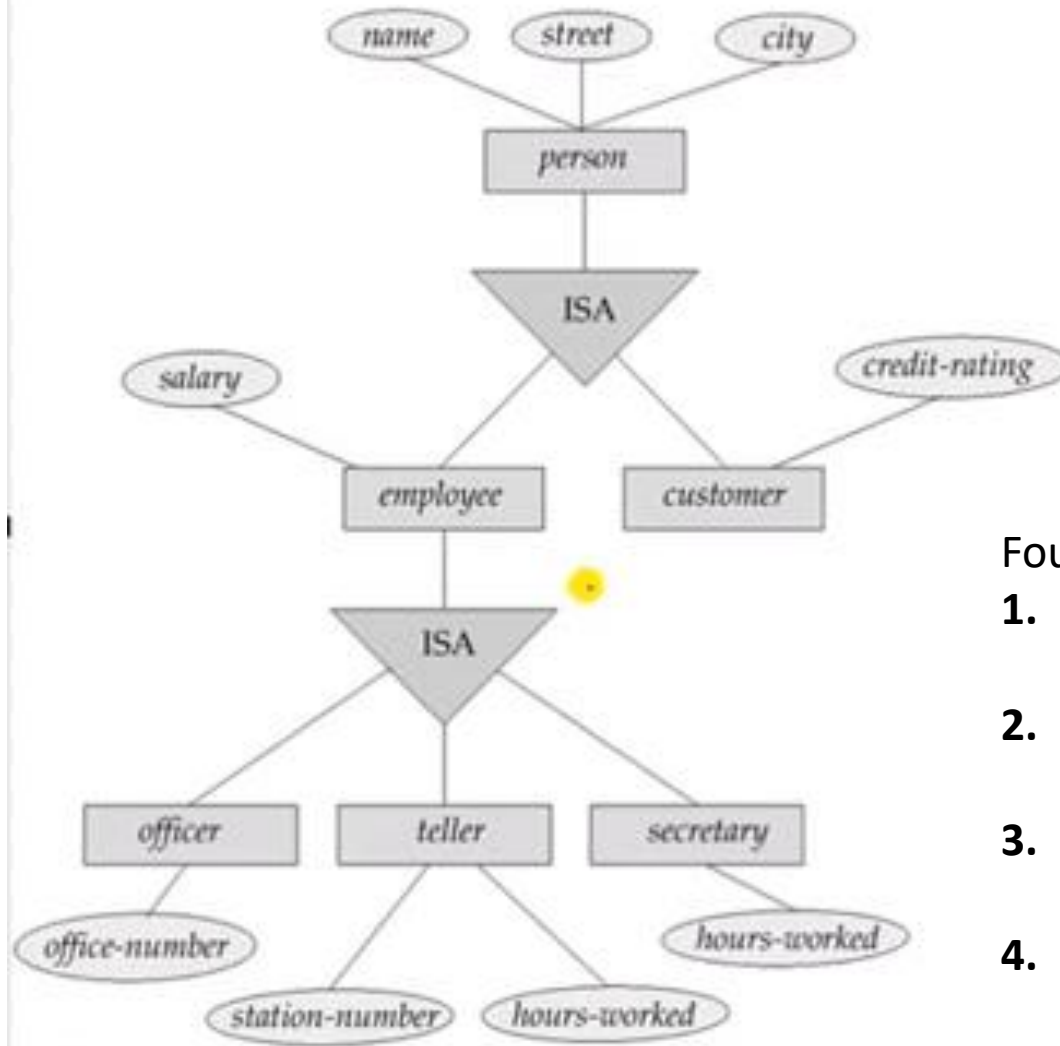 name street city
person
ISA
salary
credit-rating
employee customer
ISA
officer teller secretary
office-number
hours-worked
station-number hours-worked
Fou
1.
2.
3.
4.